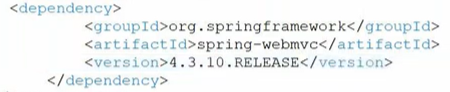 <dependency>
<groupId>org.springframework</groupId>
<artifactId>spring-webmvc</artifactId>
<version>4.3.10.RELEASE</version>
</dependency>